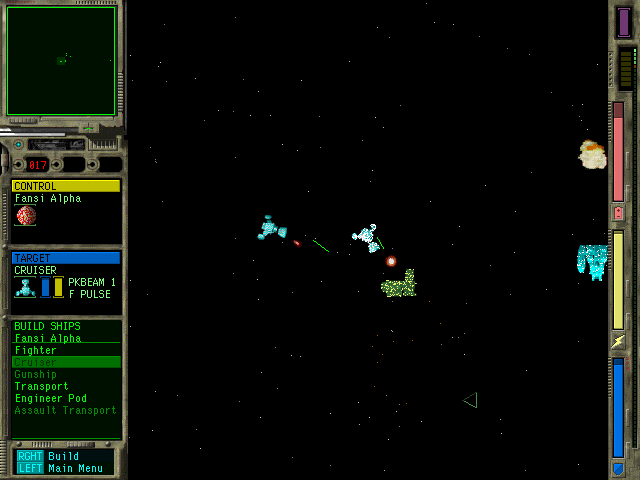 017
CONTROL
Fansi Alpha
TARGET
CRUISER
PKBEAM 1
F PULSE
BUILD SHIPS
Fansi Alpha
Fighter
Cruiser
Gunship
Transport
Engineer Pod
Assault Transport
RGHT Build
LEFT Main Menu